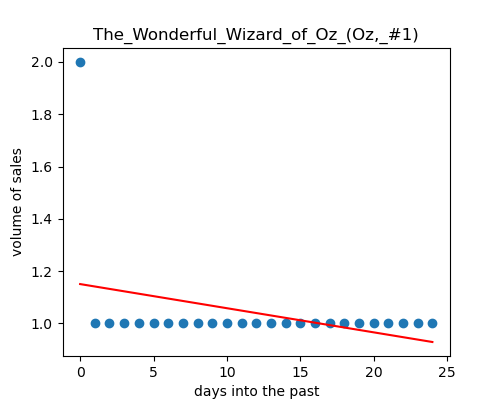 The_Wonderful_Wizard_of_Oz_(Oz,_#1)
2.0
1.8
1.6
1.4
1.2
1.0
volume of sales
0 5 10 15 20 25
days into the past